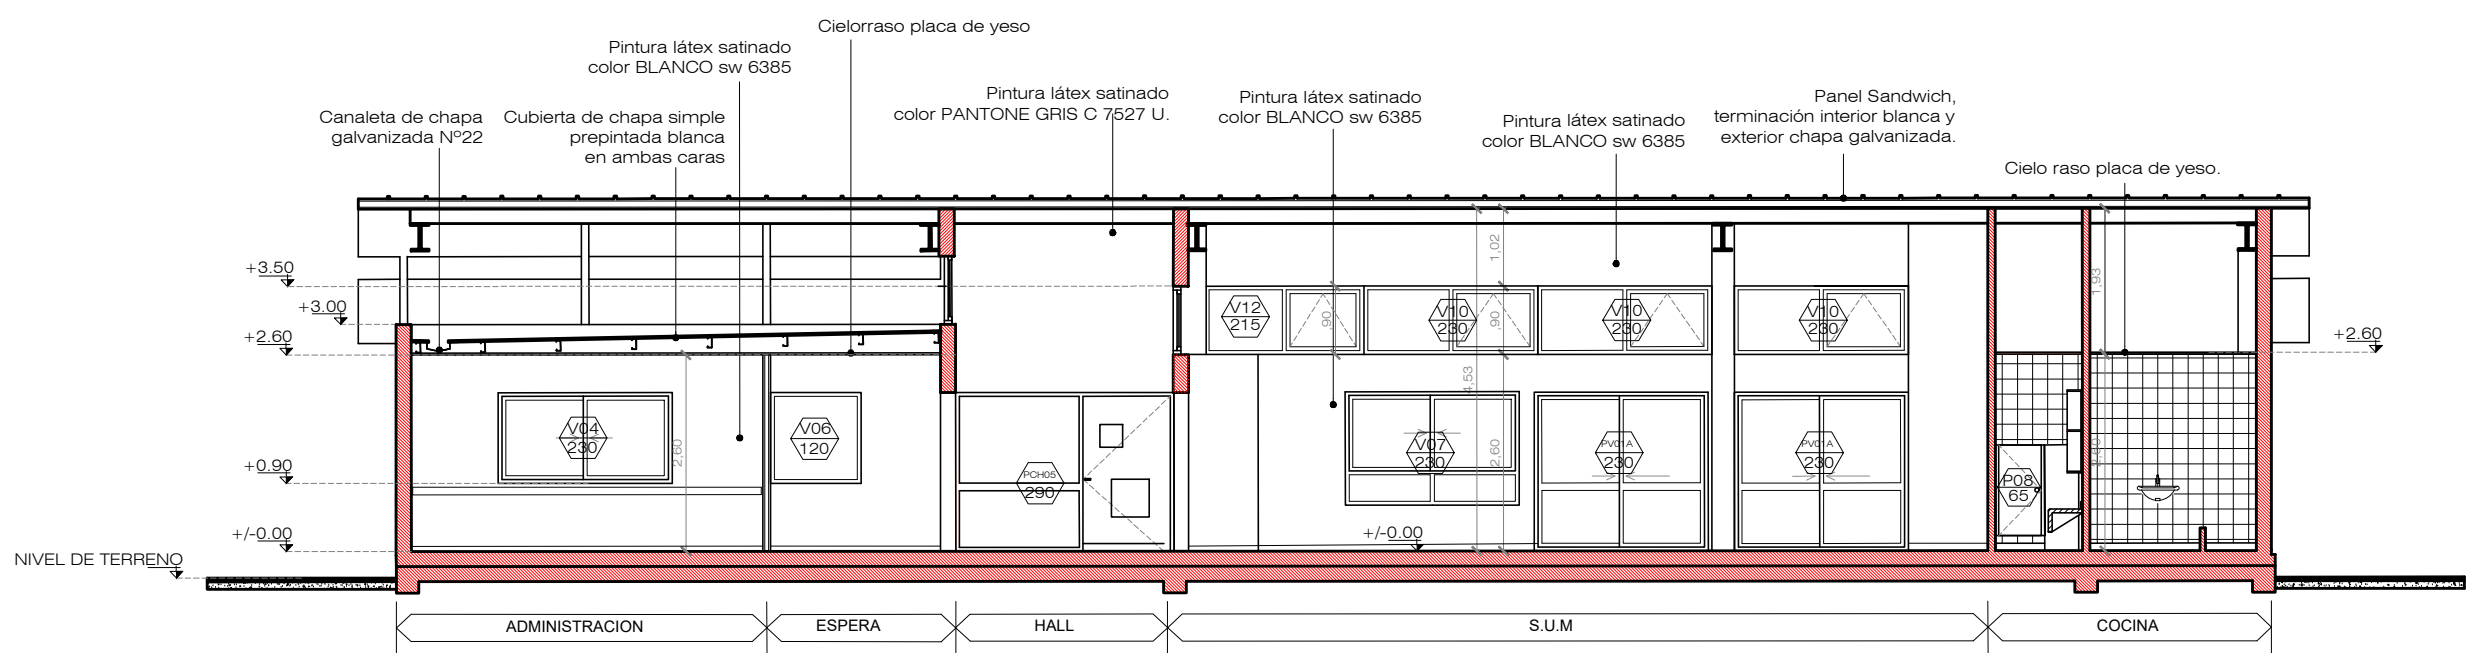 Cielorraso placa de yeso
Pintura látex satinado
color BLANCO sw 6385
Pintura látex satinado
color PANTONE GRIS C 7527 U.
Pintura látex satinado
color BLANCO sw 6385
Pintura látex satinado
color BLANCO sw 6385
Panel Sandwich,
terminación interior blanca y
exterior chapa galvanizada.
Canaleta de chapa
galvanizada Nº22
Cubierta de chapa simple
prepintada blanca
en ambas caras
Cielo raso placa de yeso.
+3.50
+3.00
+2.60
+0.90
+/-0.00
NIVEL DE TERRENO
+2.60
+/-0.00
1,02
,90
,90
4,53
2,60
2,60
1,93
2,60
V12
215
V10
230
V10
230
V10
230
V04
230
V06
120
PCH05
290
V07
230
PV01A
230
PV01A
230
P08
65
ADMINISTRACION
ESPERA
HALL
S.U.M
COCINA